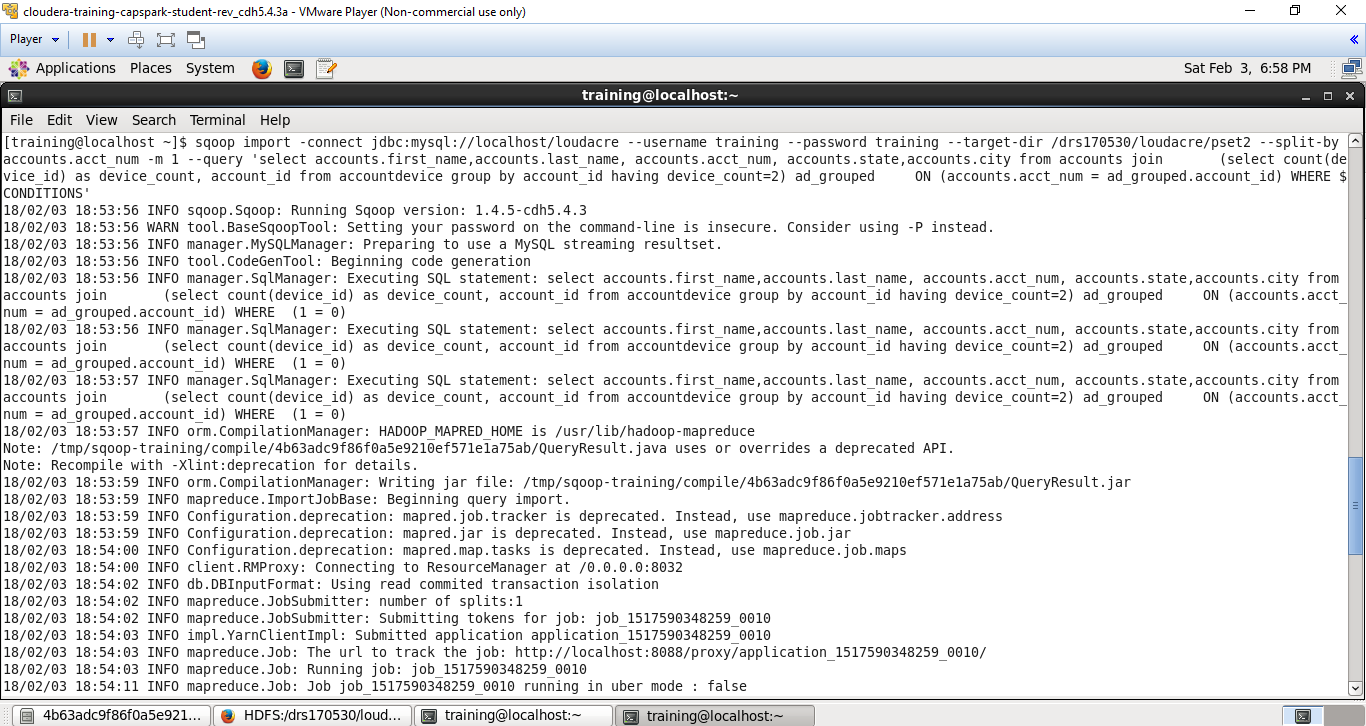 cloudera-training-capspark-student-rev_cdh5.4.3a - VMware Player (Non-commercial use only)
Player
Applications Places System Sat Feb 3, 6:58 PM
training@localhost:~
File Edit View Search Terminal Help
[training@localhost ~]$ sqoop import -connect jdbc:mysql://localhost/loudacre --username training --password training --target-dir /drs170530/loudacre/pset2 --split-by
accounts.acct_num -m 1 --query 'select accounts.first_name,accounts.last_name, accounts.acct_num, accounts.state,accounts.city from accounts join (select count(de
vice_id) as device_count, account_id from accountdevice group by account_id having device_count=2) ad_grouped ON (accounts.acct_num = ad_grouped.account_id) WHERE $
CONDITIONS'
18/02/03 18:53:56 INFO sqoop.Sqoop: Running Sqoop version: 1.4.5-cdh5.4.3
18/02/03 18:53:56 WARN tool.BaseSqoopTool: Setting your password on the command-line is insecure. Consider using -P instead.
18/02/03 18:53:56 INFO manager.MySQLManager: Preparing to use a MySQL streaming resultset.
18/02/03 18:53:56 INFO tool.CodeGenTool: Beginning code generation
18/02/03 18:53:56 INFO manager.SqlManager: Executing SQL statement: select accounts.first_name,accounts.last_name, accounts.acct_num, accounts.state,accounts.city from
accounts join (select count(device_id) as device_count, account_id from accountdevice group by account_id having device_count=2) ad_grouped ON (accounts.acct_
num = ad_grouped.account_id) WHERE (1 = 0)
18/02/03 18:53:56 INFO manager.SqlManager: Executing SQL statement: select accounts.first_name,accounts.last_name, accounts.acct_num, accounts.state,accounts.city from
accounts join (select count(device_id) as device_count, account_id from accountdevice group by account_id having device_count=2) ad_grouped ON (accounts.acct_
num = ad_grouped.account_id) WHERE (1 = 0)
18/02/03 18:53:57 INFO manager.SqlManager: Executing SQL statement: select accounts.first_name,accounts.last_name, accounts.acct_num, accounts.state,accounts.city from
accounts join (select count(device_id) as device_count, account_id from accountdevice group by account_id having device_count=2) ad_grouped ON (accounts.acct_
num = ad_grouped.account_id) WHERE (1 = 0)
18/02/03 18:53:57 INFO orm.CompilationManager: HADOOP_MAPRED_HOME is /usr/lib/hadoop-mapreduce
Note: /tmp/sqoop-training/compile/4b63adc9f86f0a5e9210ef571e1a75ab/QueryResult.java uses or overrides a deprecated API.
Note: Recompile with -Xlint:deprecation for details.
18/02/03 18:53:59 INFO orm.CompilationManager: Writing jar file: /tmp/sqoop-training/compile/4b63adc9f86f0a5e9210ef571e1a75ab/QueryResult.jar
18/02/03 18:53:59 INFO mapreduce.ImportJobBase: Beginning query import.
18/02/03 18:53:59 INFO Configuration.deprecation: mapred.job.tracker is deprecated. Instead, use mapreduce.jobtracker.address
18/02/03 18:53:59 INFO Configuration.deprecation: mapred.jar is deprecated. Instead, use mapreduce.job.jar
18/02/03 18:54:00 INFO Configuration.deprecation: mapred.map.tasks is deprecated. Instead, use mapreduce.job.maps
18/02/03 18:54:00 INFO client.RMProxy: Connecting to ResourceManager at /0.0.0.0:8032
18/02/03 18:54:02 INFO db.DBInputFormat: Using read commited transaction isolation
18/02/03 18:54:02 INFO mapreduce.JobSubmitter: number of splits:1
18/02/03 18:54:02 INFO mapreduce.JobSubmitter: Submitting tokens for job: job_1517590348259_0010
18/02/03 18:54:03 INFO impl.YarnClientImpl: Submitted application application_1517590348259_0010
18/02/03 18:54:03 INFO mapreduce.Job: The url to track the job: http://localhost:8088/proxy/application_1517590348259_0010/
18/02/03 18:54:03 INFO mapreduce.Job: Running job: job_1517590348259_0010
18/02/03 18:54:11 INFO mapreduce.Job: Job job_1517590348259_0010 running in uber mode : false
4b63adc9f86f0a5e921... HDFS:/drs170530/loud... training@localhost:~ training@localhost:~